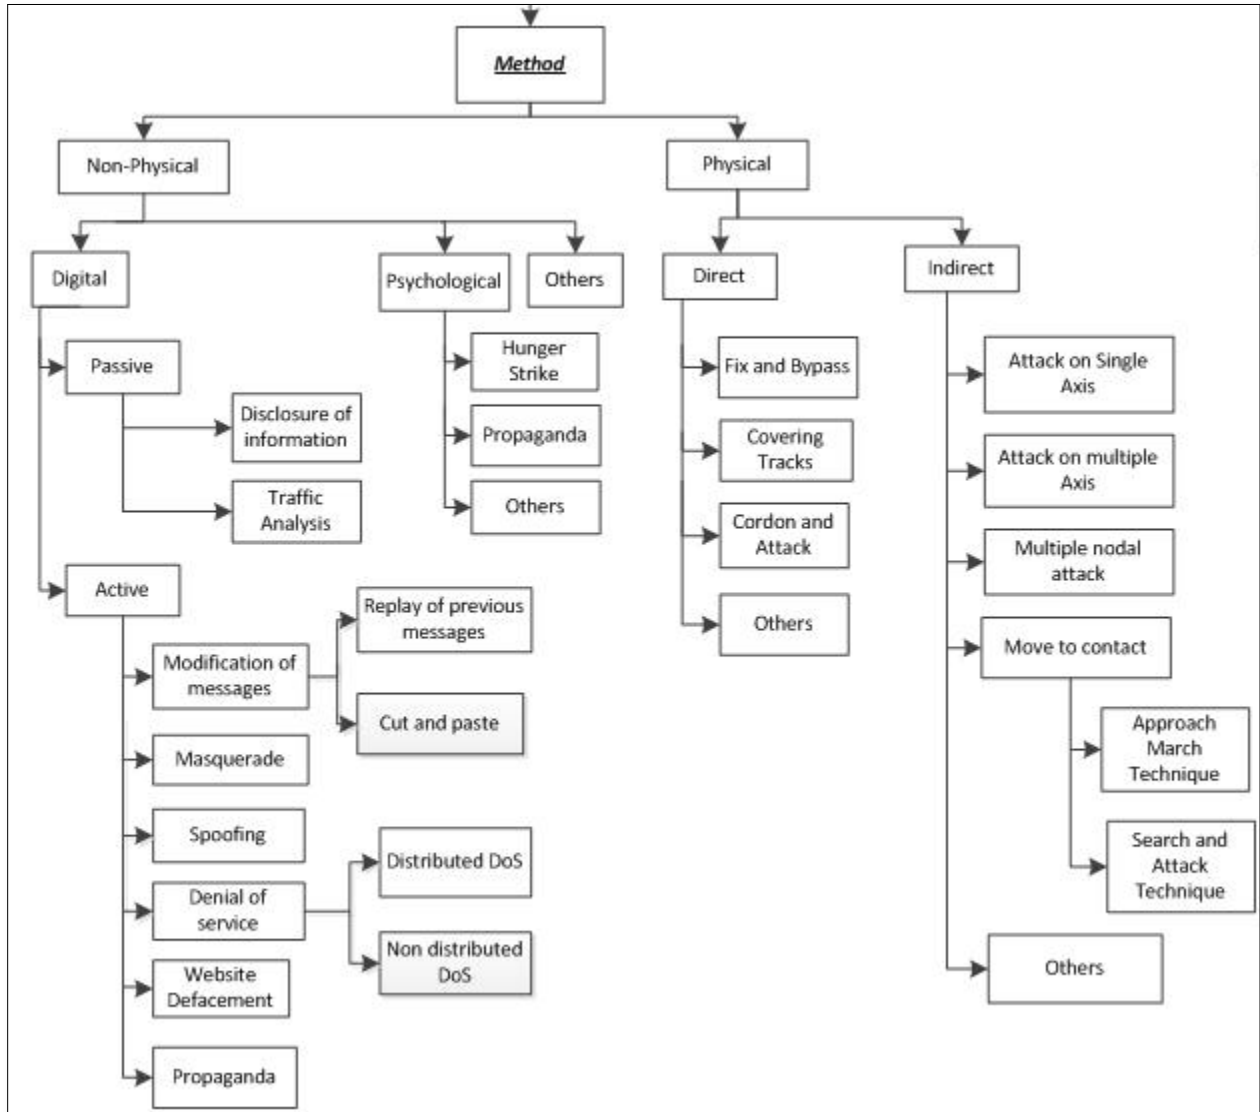 Method
Non-Physical
Physical
Digital
Psychological
Others
Direct
Indirect
Passive
Disclosure of
information
Traffic
Analysis
Active
Modification of
messages
Replay of previous
messages
Cut and paste
Masquerade
Spoofing
Denial of
service
Distributed DoS
Non distributed
DoS
Website
Defacement
Propaganda
Hunger
Strike
Propaganda
Others
Fix and Bypass
Covering
Tracks
Cordon and
Attack
Others
Attack on Single
Axis
Attack on multiple
Axis
Multiple nodal
attack
Move to contact
Approach
March
Technique
Search and
Attack
Technique
Others